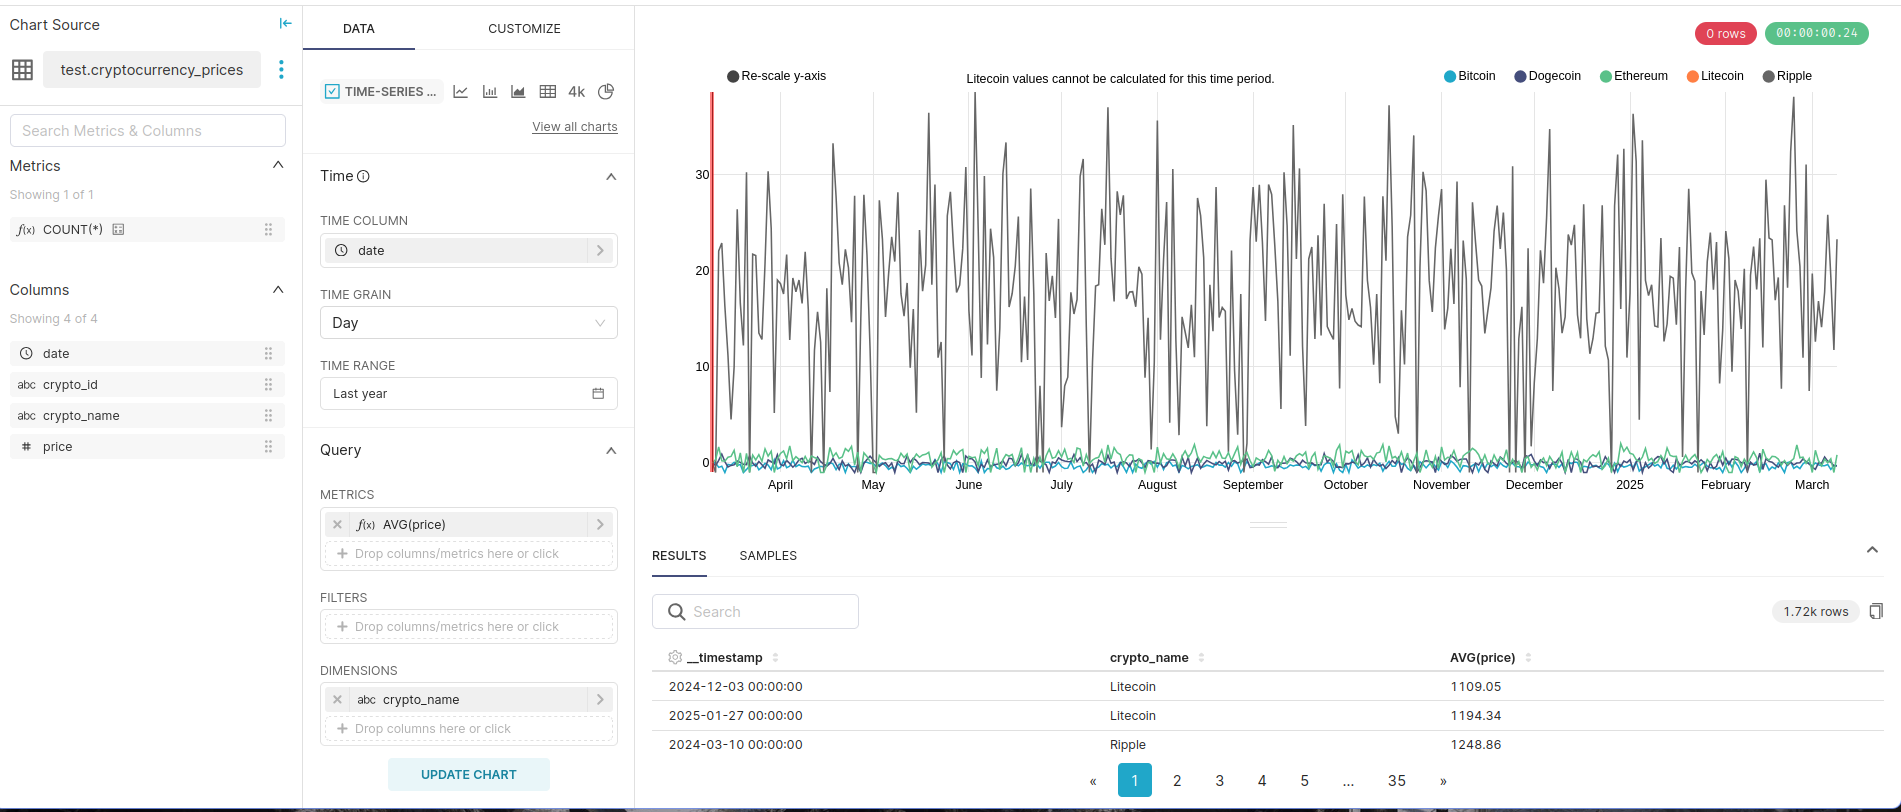 Chart Source
test.cryptocurrency_prices
Search Metrics & Columns
Metrics
Showing 1 of 1
f(x) COUNT(*)
Columns
Showing 4 of 4
date
abc crypto_id
abc crypto_name
# price
DATA
CUSTOMIZE
TIME-SERIES ...
4k
View all charts
Time
TIME COLUMN
date
TIME GRAIN
Day
TIME RANGE
Last year
Query
METRICS
f(x) AVG(price)
+ Drop columns/metrics here or click
FILTERS
+ Drop columns/metrics here or click
DIMENSIONS
abc crypto_name
+ Drop columns here or click
UPDATE CHART
0 rows
00:00:00.24
Re-scale y-axis
Litecoin values cannot be calculated for this time period.
Bitcoin
Dogecoin
Ethereum
Litecoin
Ripple
30
20
10
0
April
May
June
July
August
September
October
November
December
2025
February
March
RESULTS
SAMPLES
Search
1.72k rows
__timestamp crypto_name AVG(price)
2024-12-03 00:00:00 Litecoin 1109.05
2025-01-27 00:00:00 Litecoin 1194.34
2024-03-10 00:00:00 Ripple 1248.86
« 1 2 3 4 5 ... 35 »